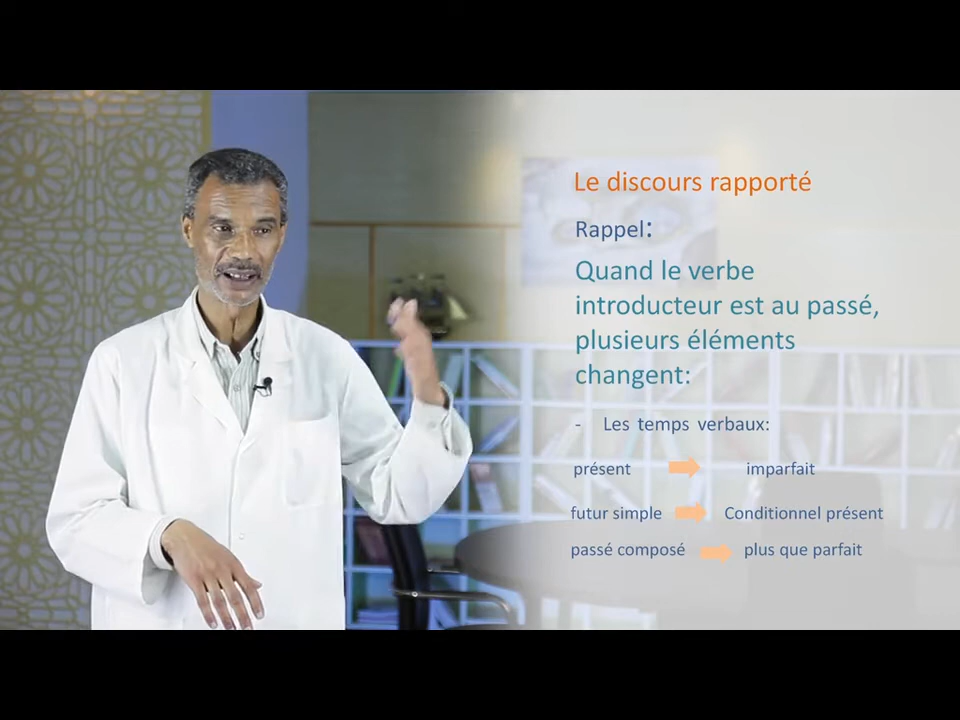 Le discours rapporté
Rappel:
Quand le verbe
introducteur est au passé,
plusieurs éléments
changent:
- Les temps verbaux:
présent imparfait
futur simple Conditionnel présent
passé composé plus que parfait